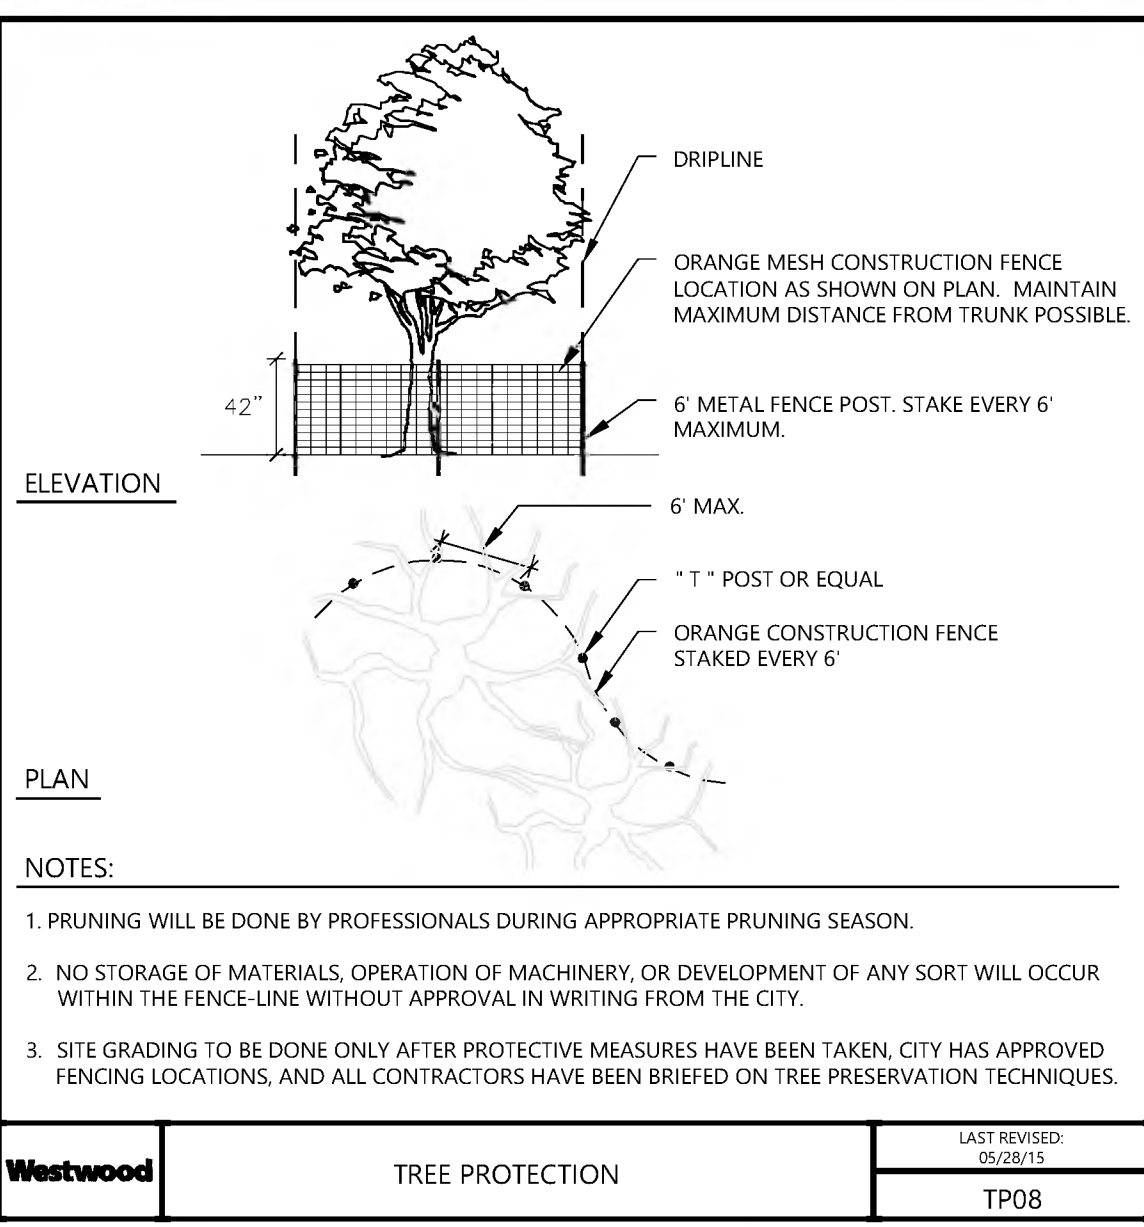 DRIPLINE
ORANGE MESH CONSTRUCTION FENCE
LOCATION AS SHOWN ON PLAN. MAINTAIN
MAXIMUM DISTANCE FROM TRUNK POSSIBLE.
42"
6' METAL FENCE POST. STAKE EVERY 6'
MAXIMUM.
ELEVATION
6' MAX.
" T " POST OR EQUAL
ORANGE CONSTRUCTION FENCE
STAKED EVERY 6'
PLAN
NOTES:
1. PRUNING WILL BE DONE BY PROFESSIONALS DURING APPROPRIATE PRUNING SEASON.
2. NO STORAGE OF MATERIALS, OPERATION OF MACHINERY, OR DEVELOPMENT OF ANY SORT WILL OCCUR
WITHIN THE FENCE-LINE WITHOUT APPROVAL IN WRITING FROM THE CITY.
3. SITE GRADING TO BE DONE ONLY AFTER PROTECTIVE MEASURES HAVE BEEN TAKEN, CITY HAS APPROVED
FENCING LOCATIONS, AND ALL CONTRACTORS HAVE BEEN BRIEFED ON TREE PRESERVATION TECHNIQUES.
Westwood
TREE PROTECTION
LAST REVISED:
05/28/15
TP08